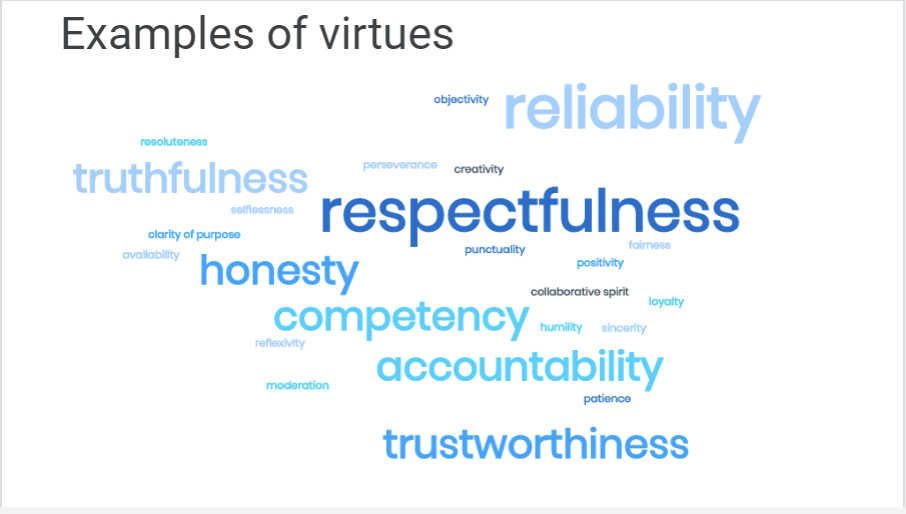 Examples of virtues
objectivity
reliability
resoluteness
perseverance
creativity
truthfulness
selflessness
respectfulness
clarity of purpose
punctuality
fairness
availability
positivity
honesty
collaborative spirit
loyalty
competency
humility
sincerity
reflexivity
accountability
moderation
patience
trustworthiness